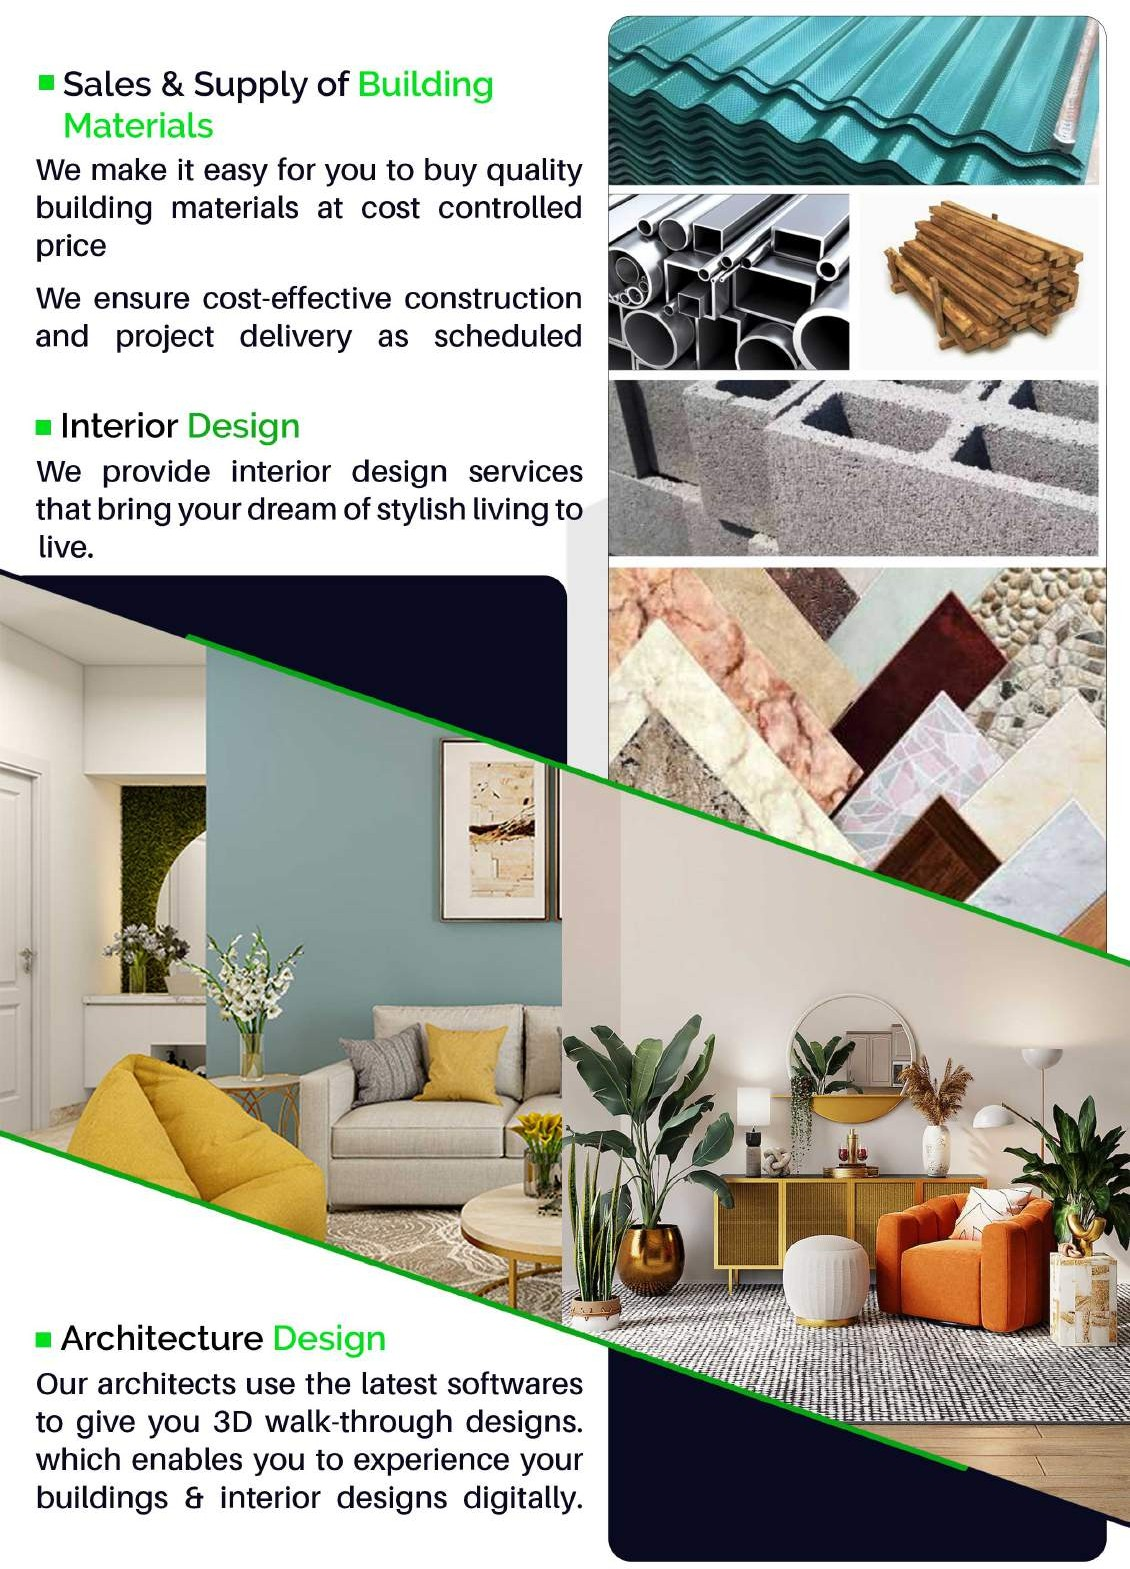 Sales & Supply of Building
Materials
We make it easy for you to buy quality
building materials at cost controlled
price
We ensure cost-effective construction
and project delivery as scheduled
Interior Design
We provide interior design services
that bring your dream of stylish living to
live.
Architecture Design
Our architects use the latest softwares
to give you 3D walk-through designs.
which enables you to experience your
buildings & interior designs digitally.